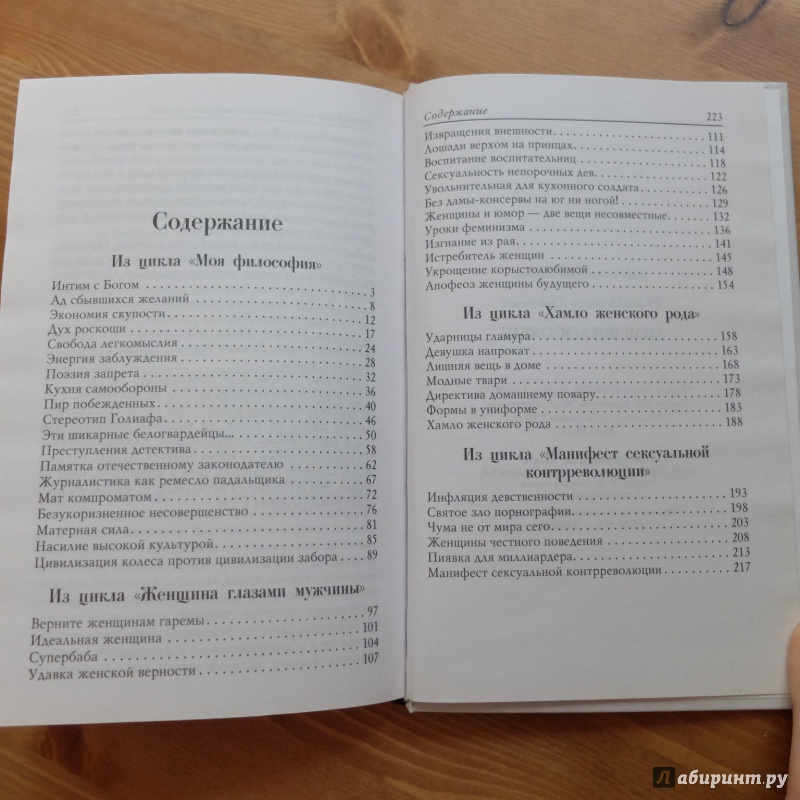 Содержание
Из цикла «Моя философия»
Интим с Богом 3
Ад сбывшихся желаний 8
Экономия скупости 12
Дух роскоши 17
Свобода легкомыслия 24
Энергия заблуждения 28
Поэзия запрета 32
Кухня самообороны 36
Пир побежденных 40
Стереотип Голиафа 46
Эти шикарные белогвардейцы... 50
Преступления детектива 58
Памятка отечественному законодателю 62
Журналистика как ремесло падальщика 67
Мат компроматом 72
Безукоризненное несовершенство 76
Матерная сила 81
Насилие высокой культурой 85
Цивилизация колеса против цивилизации забора 89
Из цикла «Женщина глазами мужчины»
Верните женщинам гаремы 97
Идеальная женщина 101
Супербаба 104
Удавка женской верности 107
Содержание 223
Извращения внешности 111
Лошади верхом на принцах 114
Воспитание воспитательниц 118
Сексуальность непорочных дев 122
Увольнительная для кухонного солдата 126
Без дамы-консервы на юг ни ногой! 129
Женщины и юмор — две вещи несовместные 132
Уроки феминизма 136
Изгнание из рая 141
Истребитель женщин 145
Укрощение корыстолюбимой 148
Апофеоз женщины будущего 154
Из цикла «Хамло женского рода»
Ударницы гламура 158
Девушка напрокат 163
Лишняя вещь в доме 168
Модные твари 173
Директива домашнему повару 178
Формы в униформе 183
Хамло женского рода 188
Из цикла «Манифест сексуальной
контрреволюции»
Инфляция девственности 193
Святое зло порнографии 198
Чума не от мира сего 203
Женщины честного поведения 208
Пиявка для миллиардера 213
Манифест сексуальной контрреволюции 217
Лабиринт.ру